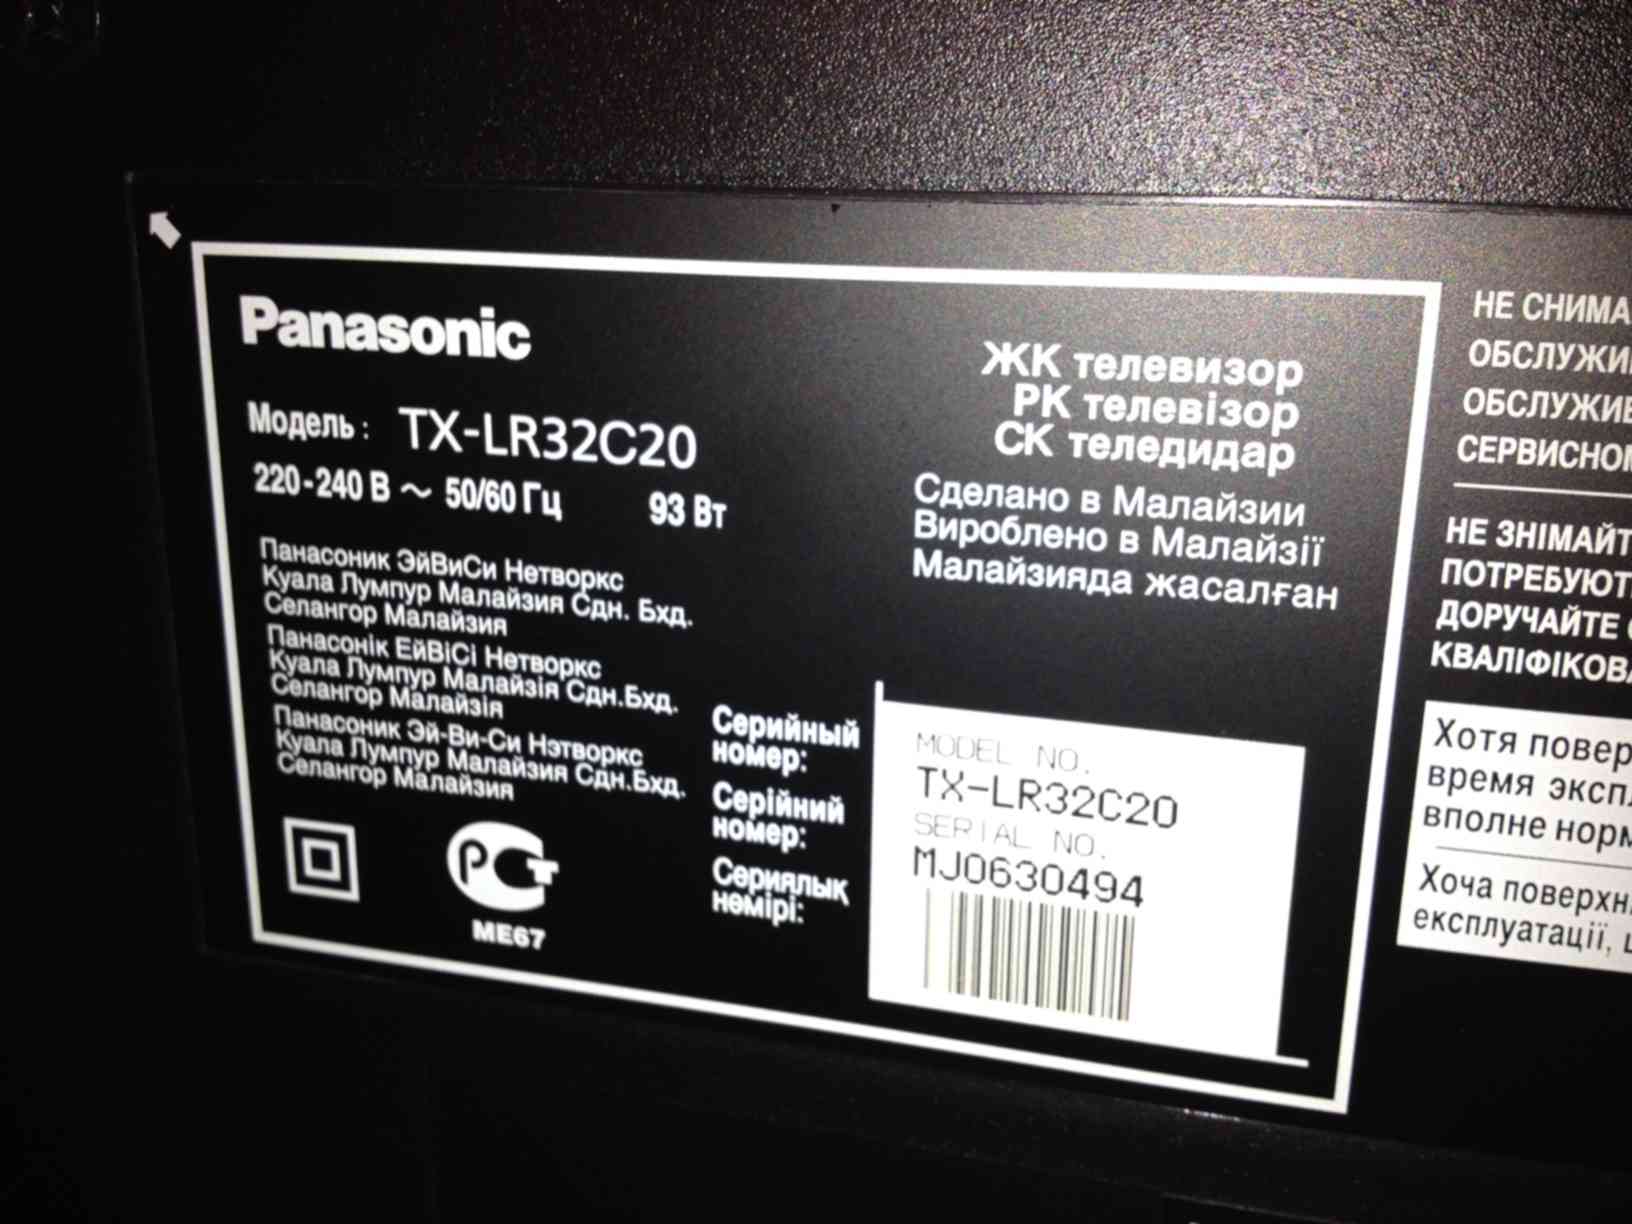 Panasonic
Модель : TX-LR32C20
220-240 В ~ 50/60 Гц 93 Вт
Панасоник ЭйВиСи Нетворкс
Куала Лумпур Малайзия Сдн. Бхд.
Селангор Малайзия
Панасонік ЕйВіСі Нетворкс
Куала Лумпур Малайзія Сдн.Бхд.
Селангор Малайзія
Панасоник Эй-Ви-Си Нэтворкс
Куала Лумпур Малайзия Сдн.Бхд.
Селангор Малайзия
РСТ
ME67
ЖК телевизор
РК телевізор
СК теледидар
Сделано в Малайзии
Вироблено в Малайзії
Малайзияда жасалған
Серийный
номер:
Серійний
номер:
Сериялық
нөмірі:
MODEL NO.
TX-LR32C20
SERIAL NO.
MJ0630494
НЕ СНИМА
ОБСЛУЖИ
ОБСЛУЖИВ
СЕРВИСНОМ
НЕ ЗНІМАЙТ
ПОТРЕБУЮТ
ДОРУЧАЙТЕ
КВАЛІФІКОВА
Хотя повер
время экспл
вполне норм
Хоча поверхн
експлуатації,